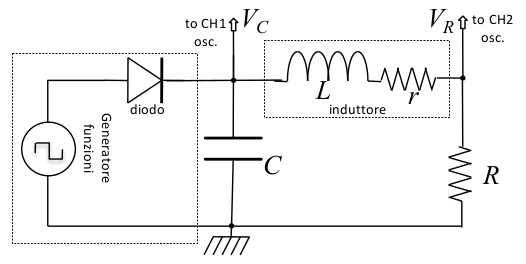 to CH1
osc.
V_C
V_R
to CH2
osc.
diodo
L
r
induttore
Generatore
funzioni
C
R